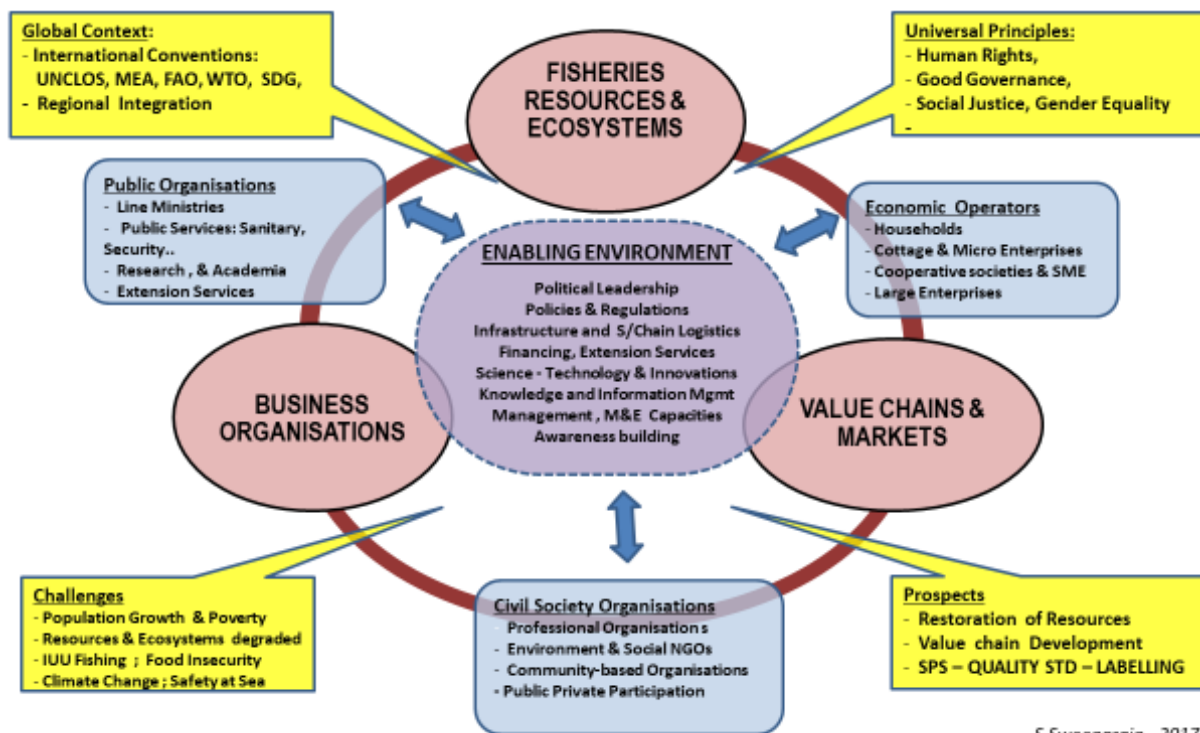 Global Context:
- International Conventions:
UNCLOS, MEA, FAO, WTO, SDG,
- Regional Integration
FISHERIES
RESOURCES &
ECOSYSTEMS
Universal Principles:
- Human Rights,
- Good Governance,
- Social Justice, Gender Equality
-
Public Organisations
- Line Ministries
- Public Services: Sanitary,
Security..
- Research , & Academia
- Extension Services
Economic Operators
- Households
- Cottage & Micro Enterprises
- Cooperative societies & SME
- Large Enterprises
ENABLING ENVIRONMENT
Political Leadership
Policies & Regulations
Infrastructure and S/Chain Logistics
Financing, Extension Services
Science - Technology & Innovations
Knowledge and Information Mgmt
Management , M&E Capacities
Awareness building
BUSINESS
ORGANISATIONS
VALUE CHAINS &
MARKETS
Challenges
- Population Growth & Poverty
- Resources & Ecosystems degraded
- IUU Fishing ; Food Insecurity
- Climate Change ; Safety at Sea
Civil Society Organisations
- Professional Organisations
- Environment & Social NGOs
- Community-based Organisations
- Public Private Participation
Prospects
- Restoration of Resources
- Value chain Development
- SPS – QUALITY STD – LABELLING